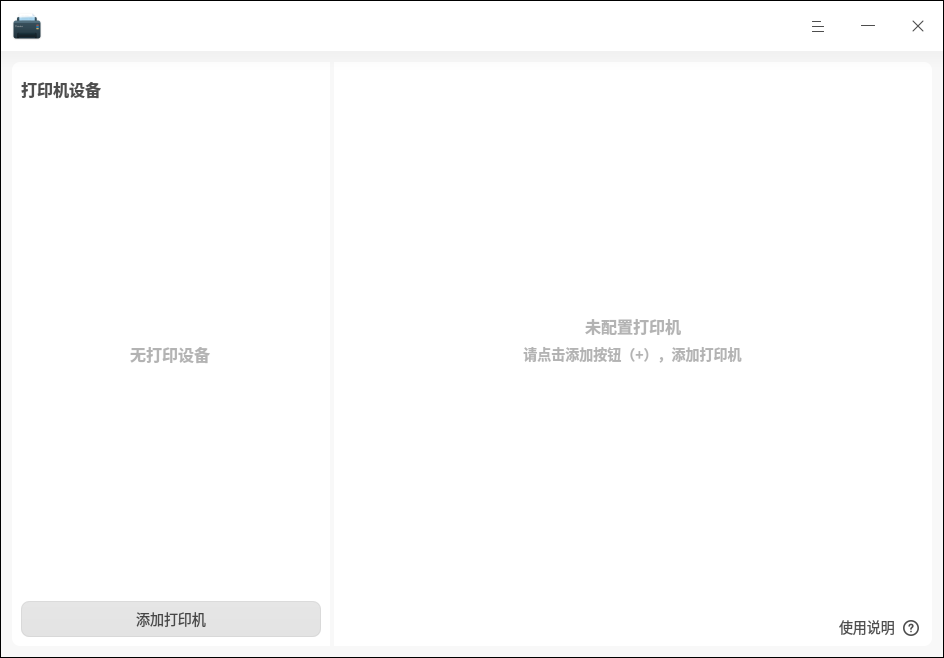 打印机设备
无打印设备
未配置打印机
请点击添加按钮（+），添加打印机
添加打印机
使用说明